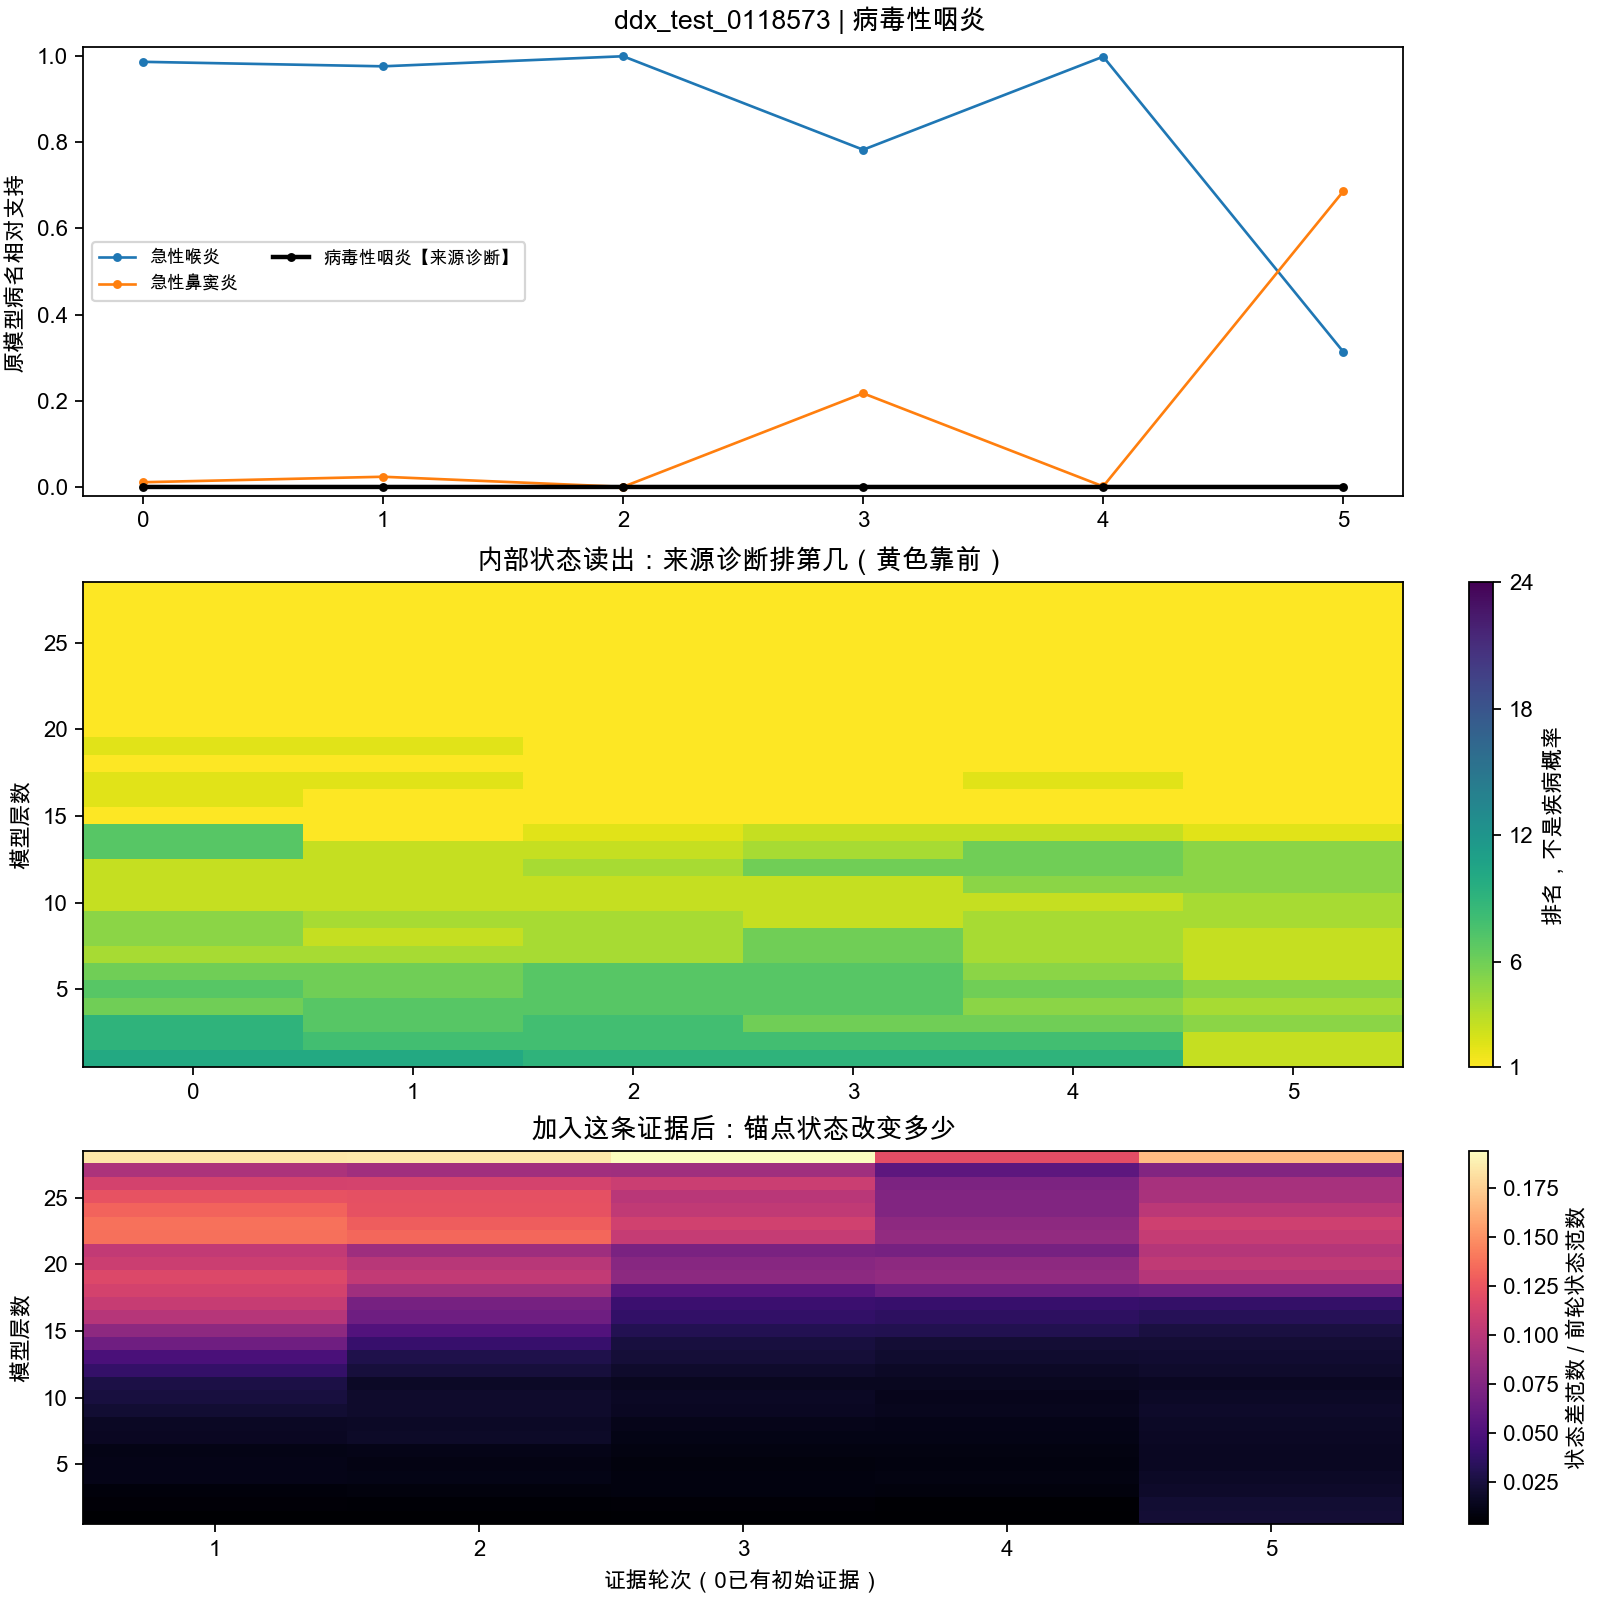 ddx_test_0118573 | 病毒性咽炎
原模型病名相对支持
1.0
0.8
0.6
0.4
0.2
0.0
急性喉炎
急性鼻窦炎
病毒性咽炎【来源诊断】
0 1 2 3 4 5
内部状态读出：来源诊断排第几（黄色靠前）
模型层数
25
20
15
10
5
0 1 2 3 4 5
24
18
12
6
1
排名，不是疾病概率
加入这条证据后：锚点状态改变多少
模型层数
25
20
15
10
5
1 2 3 4 5
证据轮次（0已有初始证据）
0.175
0.150
0.125
0.100
0.075
0.050
0.025
状态差范数 / 前轮状态范数